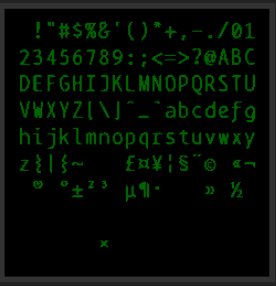 !"#$%&'()*+,-./01
23456789:;<=>?@ABC
DEFGHIJKLMNOPQRSTU
VWXYZ[\]^_`abcdefg
hijklmnopqrstuvwxy
z{|{~ £¤¥¦§¨© «¬
® °±²³ µ¶· » ½
×